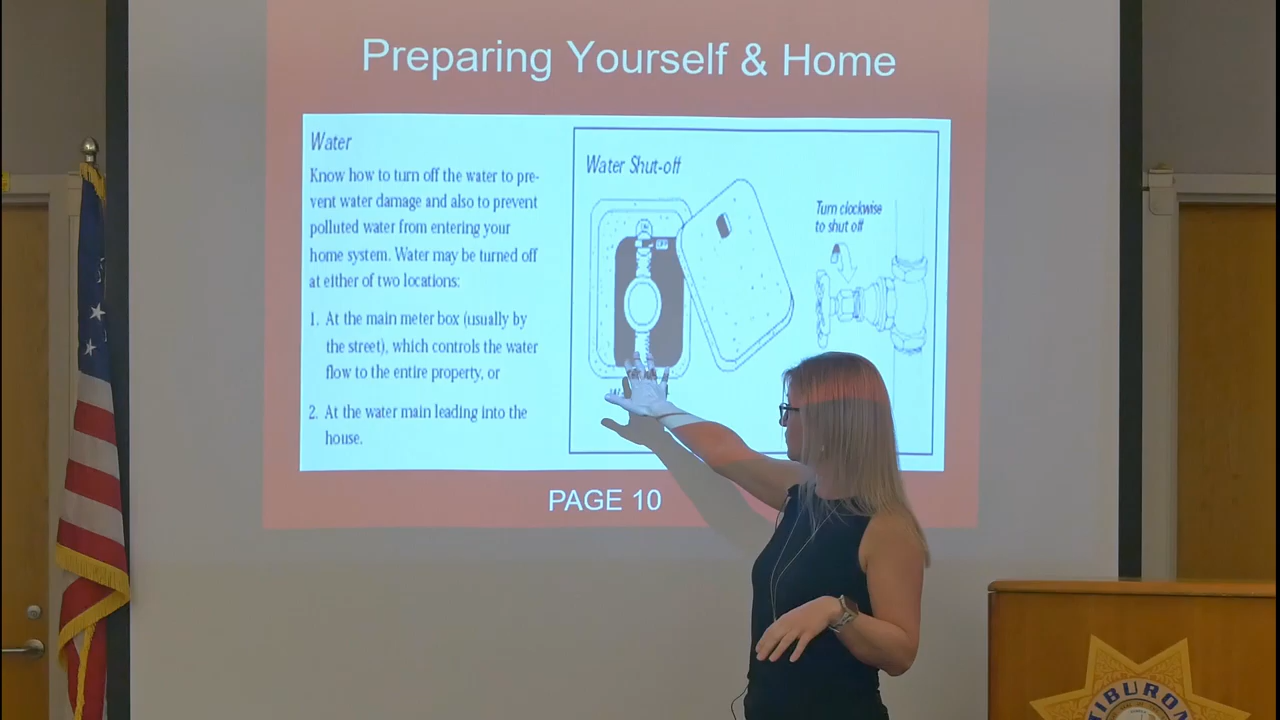 Preparing Yourself & Home
Water
Know how to turn off the water to pre-
vent water damage and also to prevent
polluted water from entering your
home system. Water may be turned off
at either of two locations:
1. At the main meter box (usually by
the street), which controls the water
flow to the entire property, or
2. At the water main leading into the
house.
Water Shut-off
Turn clockwise
to shut off
PAGE 10
TIBURON